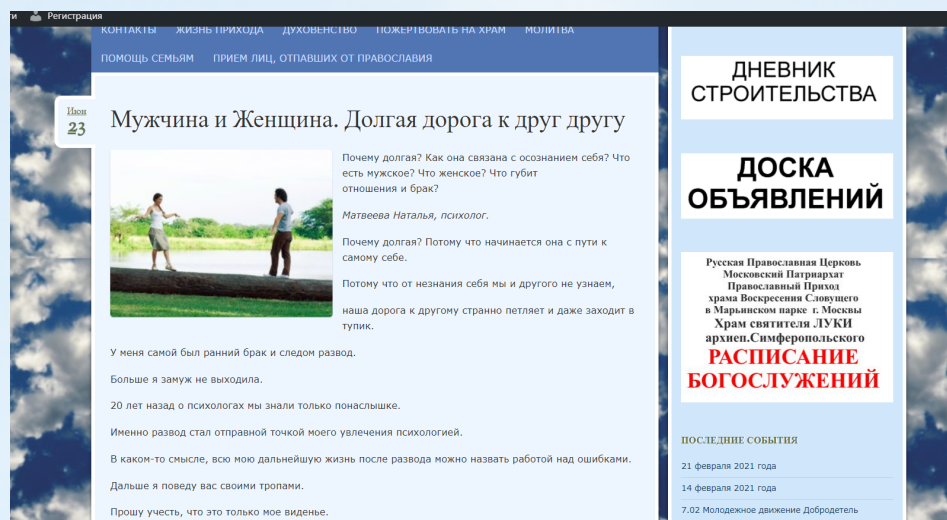 Регистрация
КОНТАКТЫ ЖИЗНЬ ПРИХОДА ДУХОВЕНСТВО ПОЖЕРТВОВАТЬ НА ХРАМ МОЛИТВА
ПОМОЩЬ СЕМЬЯМ ПРИЕМ ЛИЦ, ОТПАВШИХ ОТ ПРАВОСЛАВИЯ
Июн
23
Мужчина и Женщина. Долгая дорога к друг другу
Почему долгая? Как она связана с осознанием себя? Что
есть мужское? Что женское? Что губит
отношения и брак?
Матвеева Наталья, психолог.
Почему долгая? Потому что начинается она с пути к
самому себе.
Потому что от незнания себя мы и другого не узнаем,
наша дорога к другому странно петляет и даже заходит в
тупик.
У меня самой был ранний брак и следом развод.
Больше я замуж не выходила.
20 лет назад о психологах мы знали только понаслышке.
Именно развод стал отправной точкой моего увлечения психологией.
В каком-то смысле, всю мою дальнейшую жизнь после развода можно назвать работой над ошибками.
Дальше я поведу вас своими тропами.
Прошу учесть, что это только мое виденье.
ДНЕВНИК
СТРОИТЕЛЬСТВА
ДОСКА
ОБЪЯВЛЕНИЙ
Русская Православная Церковь
Московский Патриархат
Православный Приход
храма Воскресения Словущего
в Марьинском парке г. Москвы
Храм святителя ЛУКИ
архиеп.Симферопольского
РАСПИСАНИЕ
БОГОСЛУЖЕНИЙ
ПОСЛЕДНИЕ СОБЫТИЯ
21 февраля 2021 года
14 февраля 2021 года
7.02 Молодежное движение Добродетель